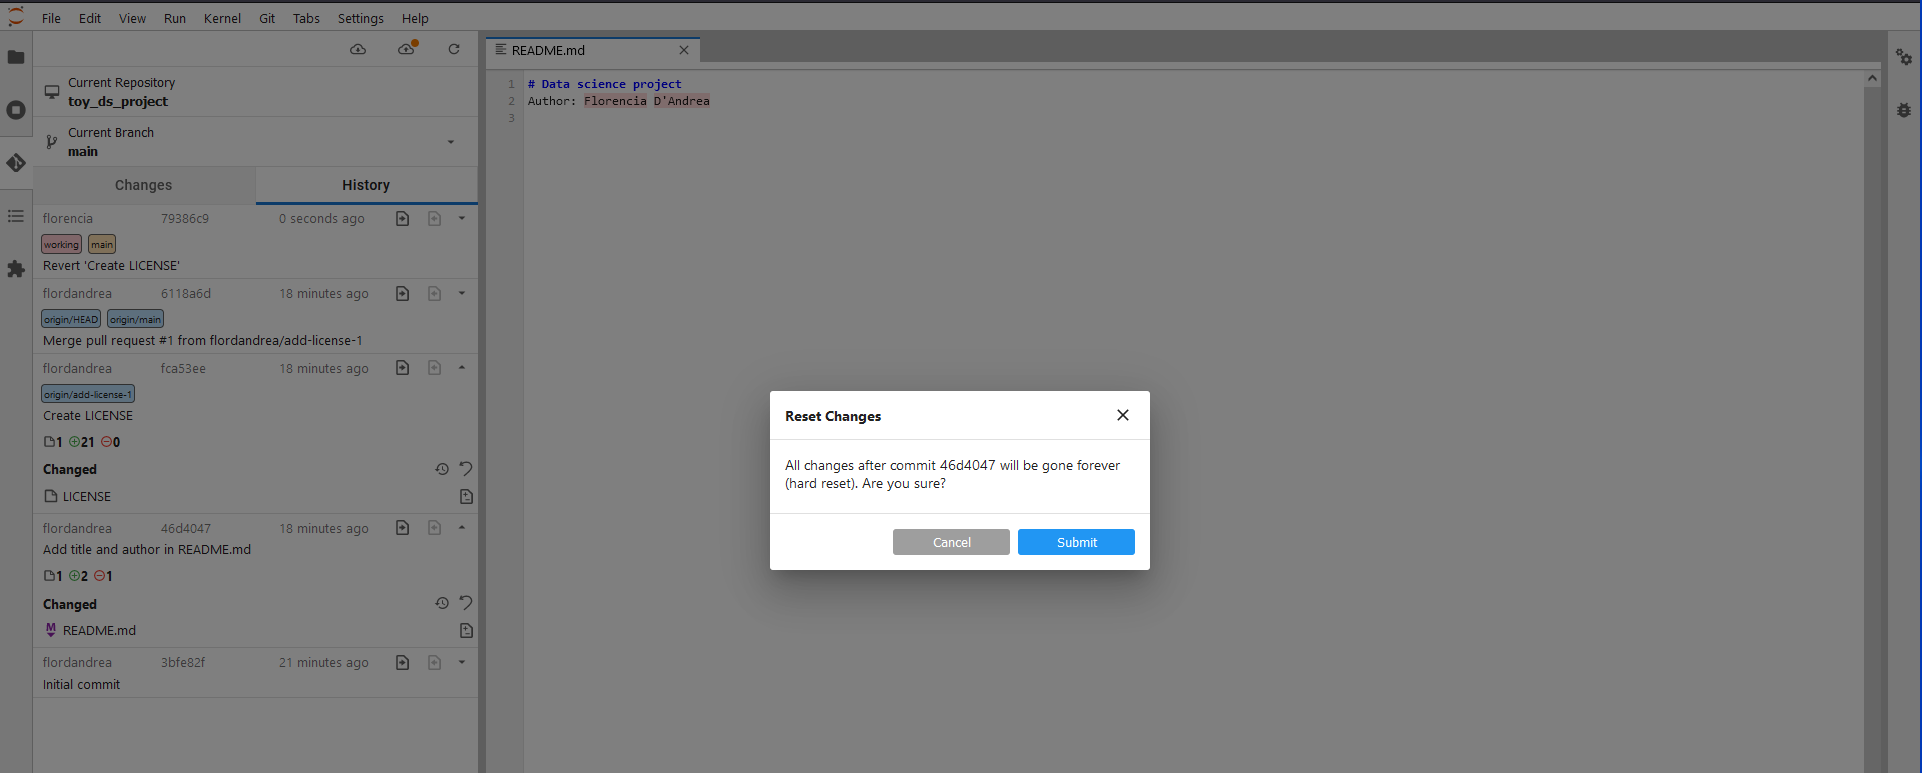 File Edit View Run Kernel Git Tabs Settings Help
Current Repository
toy_ds_project
Current Branch
main
Changes History
florencia 79386c9 0 seconds ago
working main
Revert 'Create LICENSE'
flordandrea 6118a6d 18 minutes ago
origin/HEAD origin/main
Merge pull request #1 from flordandrea/add-license-1
flordandrea fca53ee 18 minutes ago
origin/add-license-1
Create LICENSE
1 21 0
Changed
LICENSE
flordandrea 46d4047 18 minutes ago
Add title and author in README.md
1 2 1
Changed
M README.md
flordandrea 3bfe82f 21 minutes ago
Initial commit
README.md
1 # Data science project
2 Author: Florencia D'Andrea
3
Reset Changes
All changes after commit 46d4047 will be gone forever
(hard reset). Are you sure?
Cancel Submit